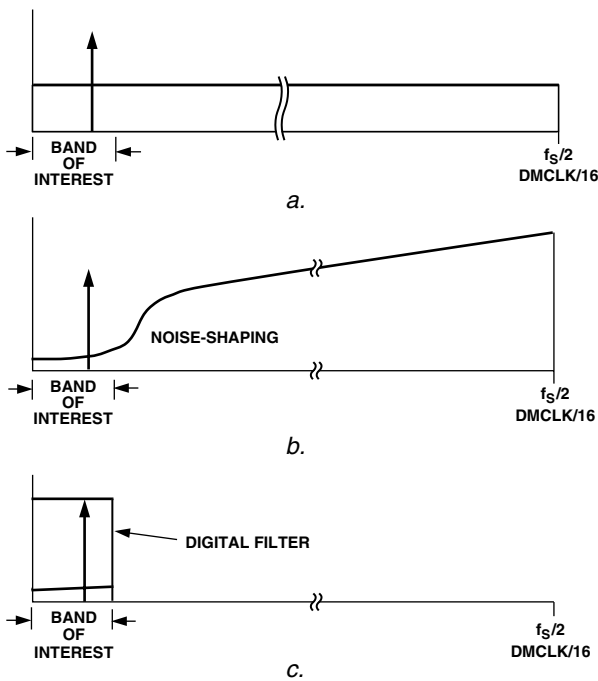 BAND
OF
INTEREST
fS/2
DMCLK/16
a.
NOISE-SHAPING
BAND
OF
INTEREST
fS/2
DMCLK/16
b.
DIGITAL FILTER
BAND
OF
INTEREST
fS/2
DMCLK/16
c.